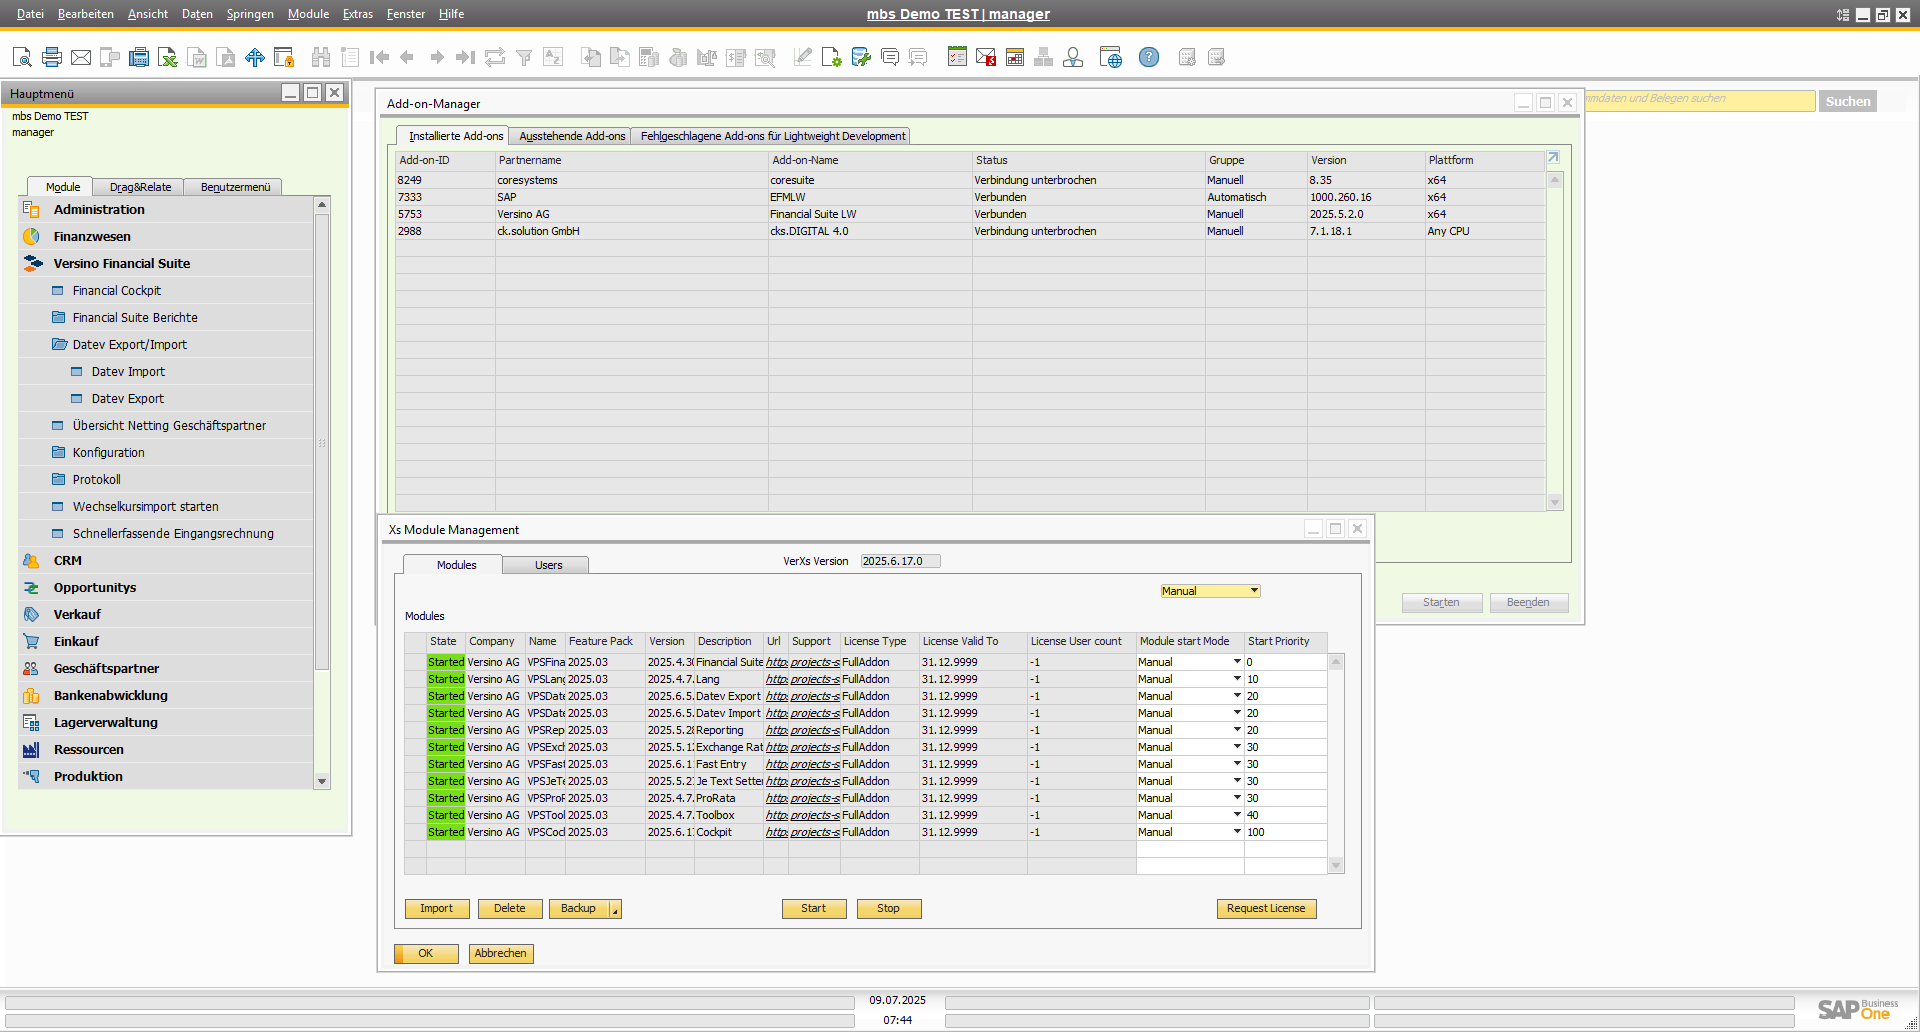 Datei Bearbeiten Ansicht Daten Springen Module Extras Fenster Hilfe
mbs Demo TEST | manager
Hauptmenü
mbs Demo TEST
manager
Module Drag&Relate Benutzermenü
Administration
Finanzwesen
Versino Financial Suite
Financial Cockpit
Financial Suite Berichte
Datev Export/Import
Datev Import
Datev Export
Übersicht Netting Geschäftspartner
Konfiguration
Protokoll
Wechselkursimport starten
Schnellerfassende Eingangsrechnung
CRM
Opportunitys
Verkauf
Einkauf
Geschäftspartner
Bankenabwicklung
Lagerverwaltung
Ressourcen
Produktion
und Belegen suchen
Suchen
Add-on-Manager
Installierte Add-ons Ausstehende Add-ons Fehlgeschlagene Add-ons für Lightweight Development
Add-on-ID Partnername Add-on-Name Status Gruppe Version Plattform
8249 coresystems coresuite Verbindung unterbrochen Manuell 8.35 x64
7333 SAP EFMLW Verbunden Automatisch 1000.260.16 x64
5753 Versino AG Financial Suite LW Verbunden Manuell 2025.5.2.0 x64
2988 ck.solution GmbH cks.DIGITAL 4.0 Verbindung unterbrochen Manuell 7.1.18.1 Any CPU
Starten Beenden
Xs Module Management
Modules Users
VerXs Version 2025.6.17.0
Manual
Modules
State Company Name Feature Pack Version Description Url Support License Type License Valid To License User count Module start Mode Start Priority
Started Versino AG VPSFina 2025.03 2025.4.30 Financial Suite http: projects-s FullAddon 31.12.9999 -1 Manual 0
Started Versino AG VPSLang 2025.03 2025.4.7. Lang http: projects-s FullAddon 31.12.9999 -1 Manual 10
Started Versino AG VPSDate 2025.03 2025.6.5. Datev Export http: projects-s FullAddon 31.12.9999 -1 Manual 20
Started Versino AG VPSDate 2025.03 2025.6.5. Datev Import http: projects-s FullAddon 31.12.9999 -1 Manual 20
Started Versino AG VPSRep 2025.03 2025.5.28 Reporting http: projects-s FullAddon 31.12.9999 -1 Manual 20
Started Versino AG VPSExch 2025.03 2025.5.12 Exchange Rat http: projects-s FullAddon 31.12.9999 -1 Manual 30
Started Versino AG VPSFast 2025.03 2025.6.1 Fast Entry http: projects-s FullAddon 31.12.9999 -1 Manual 30
Started Versino AG VPSJeTe 2025.03 2025.5.27 Je Text Sette http: projects-s FullAddon 31.12.9999 -1 Manual 30
Started Versino AG VPSProR 2025.03 2025.4.7. ProRata http: projects-s FullAddon 31.12.9999 -1 Manual 30
Started Versino AG VPSTool 2025.03 2025.4.7. Toolbox http: projects-s FullAddon 31.12.9999 -1 Manual 40
Started Versino AG VPSCoc 2025.03 2025.6.1 Cockpit http: projects-s FullAddon 31.12.9999 -1 Manual 100
Import Delete Backup Start Stop Request License
OK Abbrechen
09.07.2025
07:44
SAP Business One